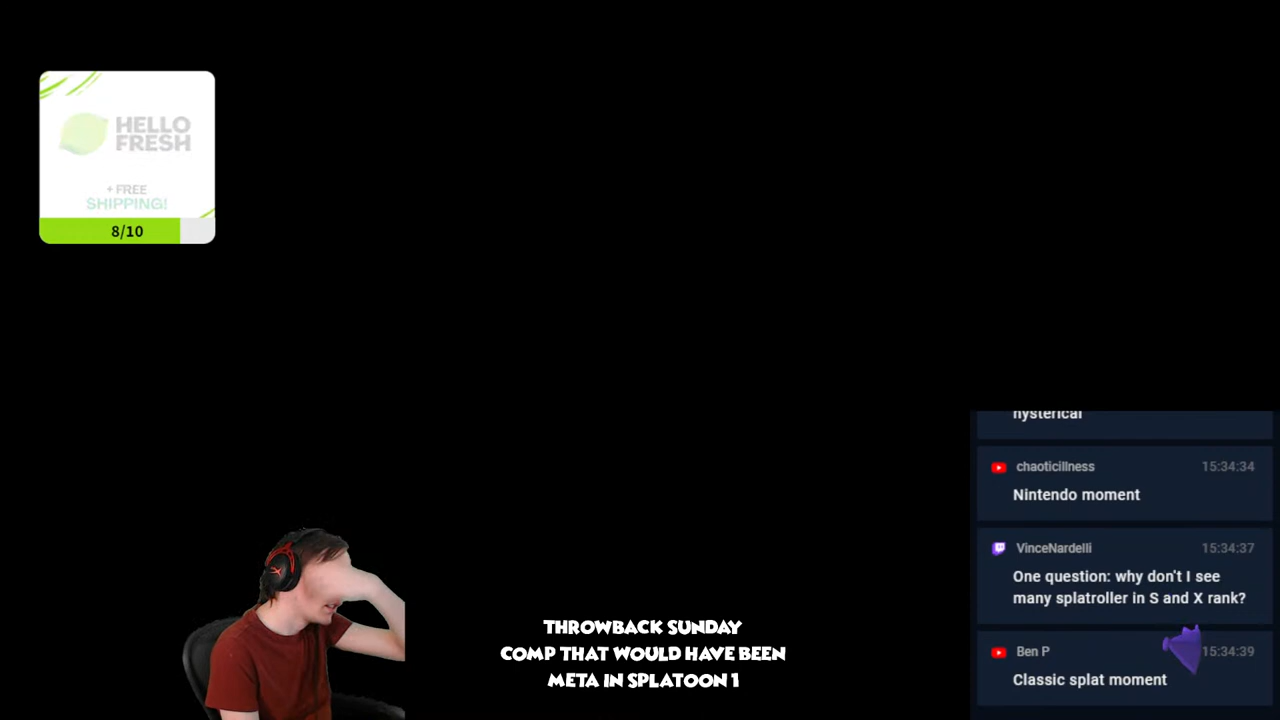 HELLO
FRESH
+ FREE
SHIPPING!
8/10
hysterical
chaoticillness 15:34:34
Nintendo moment
VinceNardelli 15:34:37
One question: why don't I see
many splatroller in S and X rank?
Ben P 15:34:39
Classic splat moment
THROWBACK SUNDAY
COMP THAT WOULD HAVE BEEN
META IN SPLATOON 1